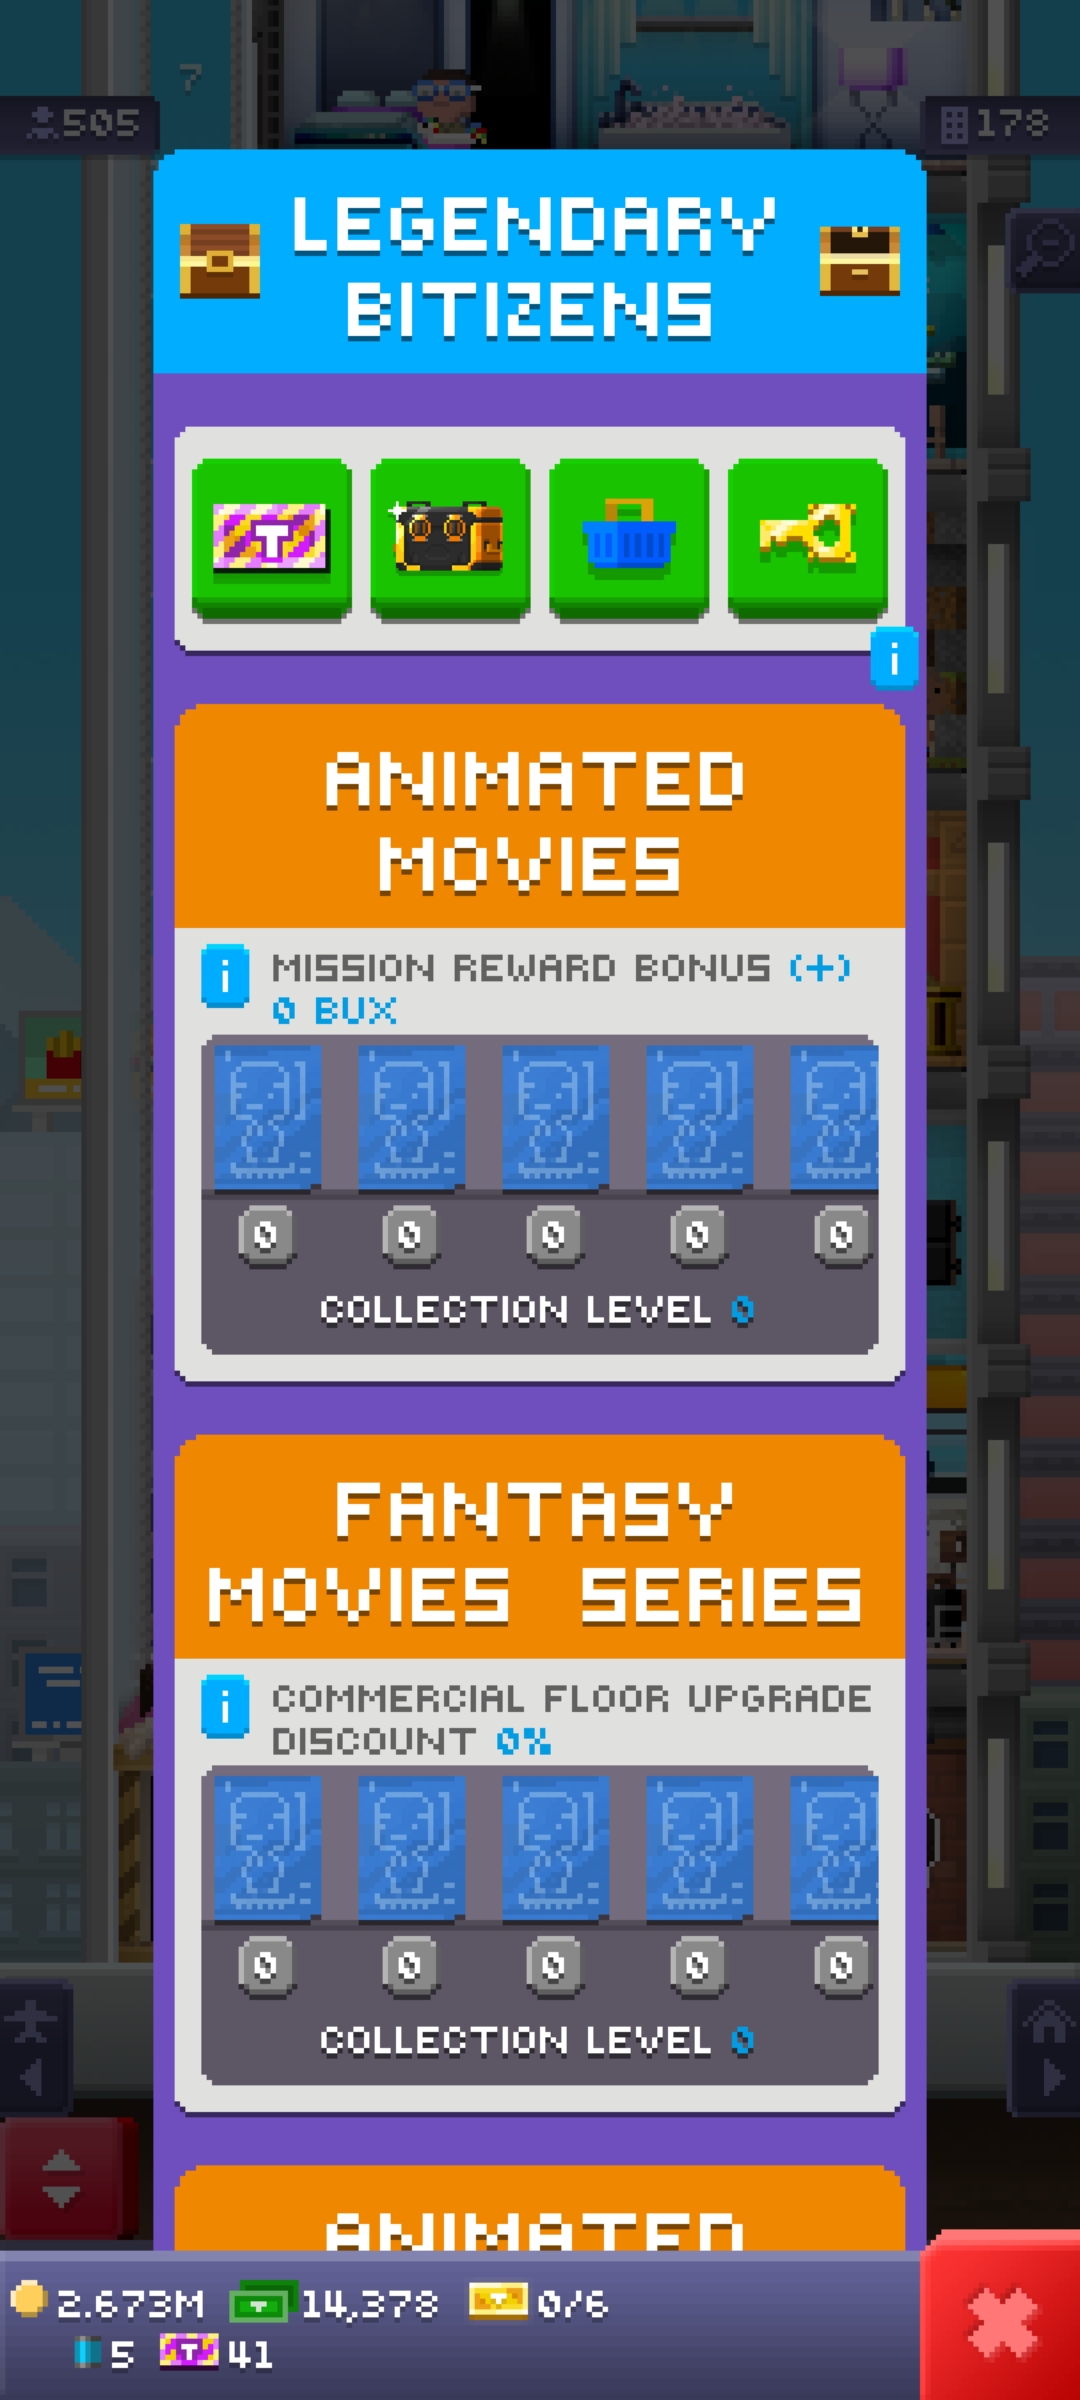 7
505
178
LEGENDARY
BITIZENS
T
i
ANIMATED
MOVIES
i MISSION REWARD BONUS (+)
0 BUX
0 0 0 0 0
COLLECTION LEVEL 0
FANTASY
MOVIES SERIES
i COMMERCIAL FLOOR UPGRADE
DISCOUNT 0%
0 0 0 0 0
COLLECTION LEVEL 0
ANIMATED
2.673M 14,378 0/6
5 T 41